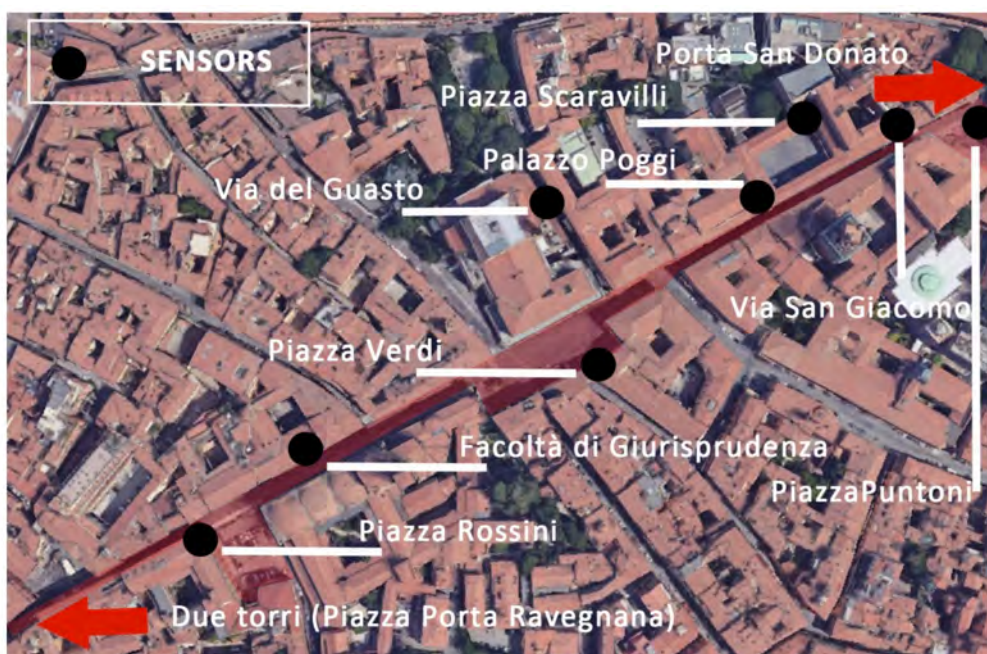 SENSORS
Porta San Donato
Piazza Scaravilli
Palazzo Poggi
Via del Guasto
Via San Giacomo
Piazza Verdi
Facoltà di Giurisprudenza
PiazzaPuntoni
Piazza Rossini
Due torri (Piazza Porta Ravegnana)